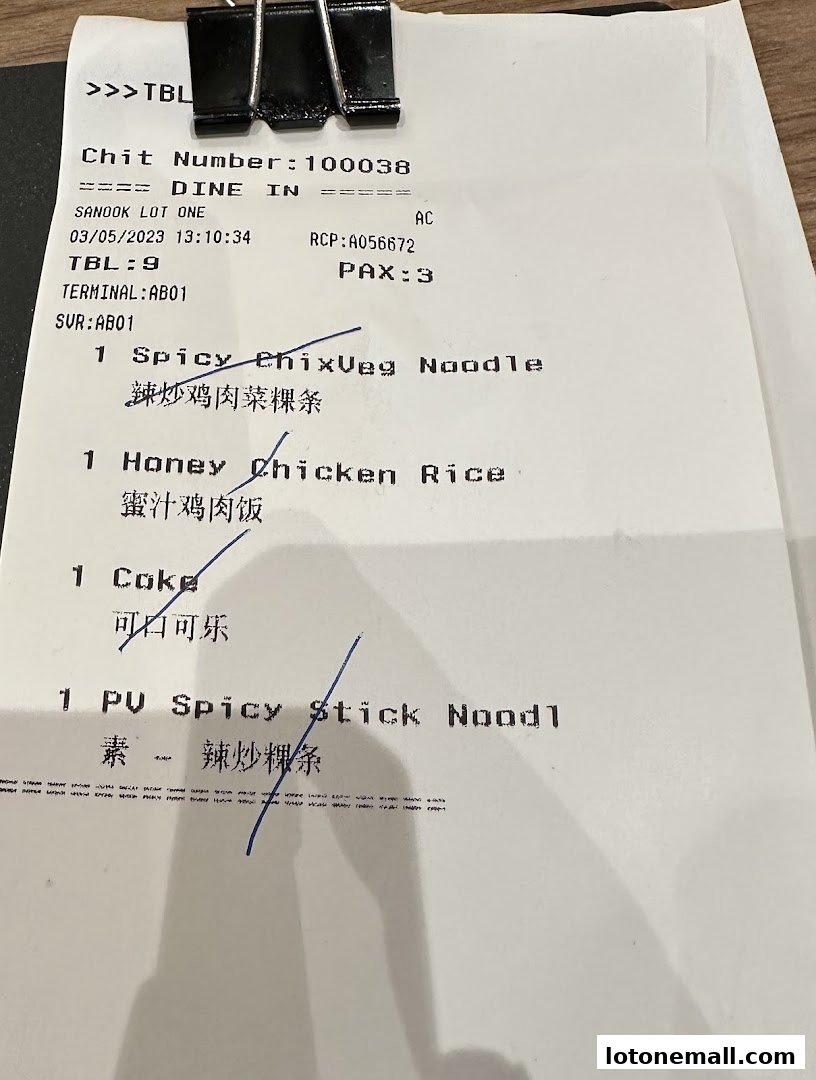 >>>TBL
Chit Number:100038
==== DINE IN =====
SANOOK LOT ONE AC
03/05/2023 13:10:34 RCP:A056672
TBL:9 PAX:3
TERMINAL:AB01
SVR:AB01
1 Spicy ChixVeg Noodle
辣炒鸡肉菜粿条
1 Honey Chicken Rice
蜜汁鸡肉饭
1 Coke
可口可乐
1 PV Spicy Stick Noodl
素 - 辣炒粿条
lotonemall.com